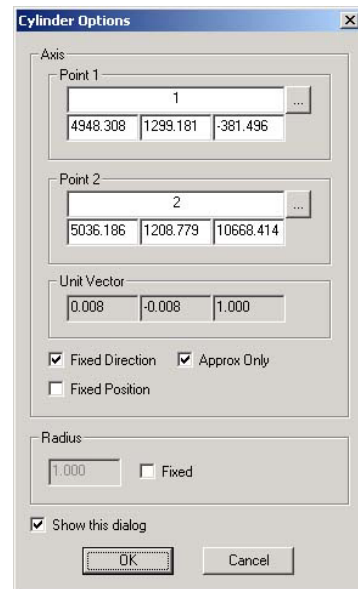 Cylinder Options
Axis
Point 1
1
...
4948.308 1299.181 -381.496
Point 2
2
...
5036.186 1208.779 10668.414
Unit Vector
0.008 -0.008 1.000
Fixed Direction Approx Only
Fixed Position
Radius
1.000 Fixed
Show this dialog
OK Cancel